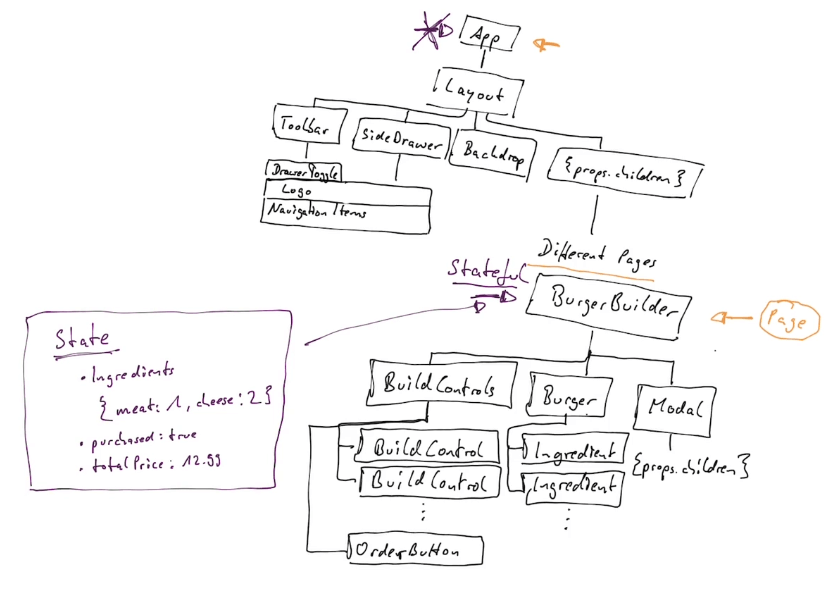 App
Layout
Toolbar
SideDrawer
Backdrop
{props.children}
DrawerToggle
Logo
Navigation Items
Different Pages
Stateful
BurgerBuilder
Page
State
• Ingredients
{meat: 1, cheese: 2}
• purchased: true
• totalPrice: 12.99
BuildControls
Burger
Modal
BuildControl
Ingredient
{props.children}
BuildControl
Ingredient
OrderButton